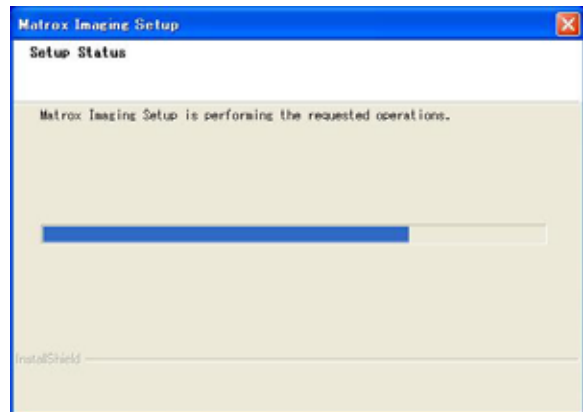 Matrox Imaging Setup
Setup Status
Matrox Imaging Setup is performing the requested operations.
InstallShield